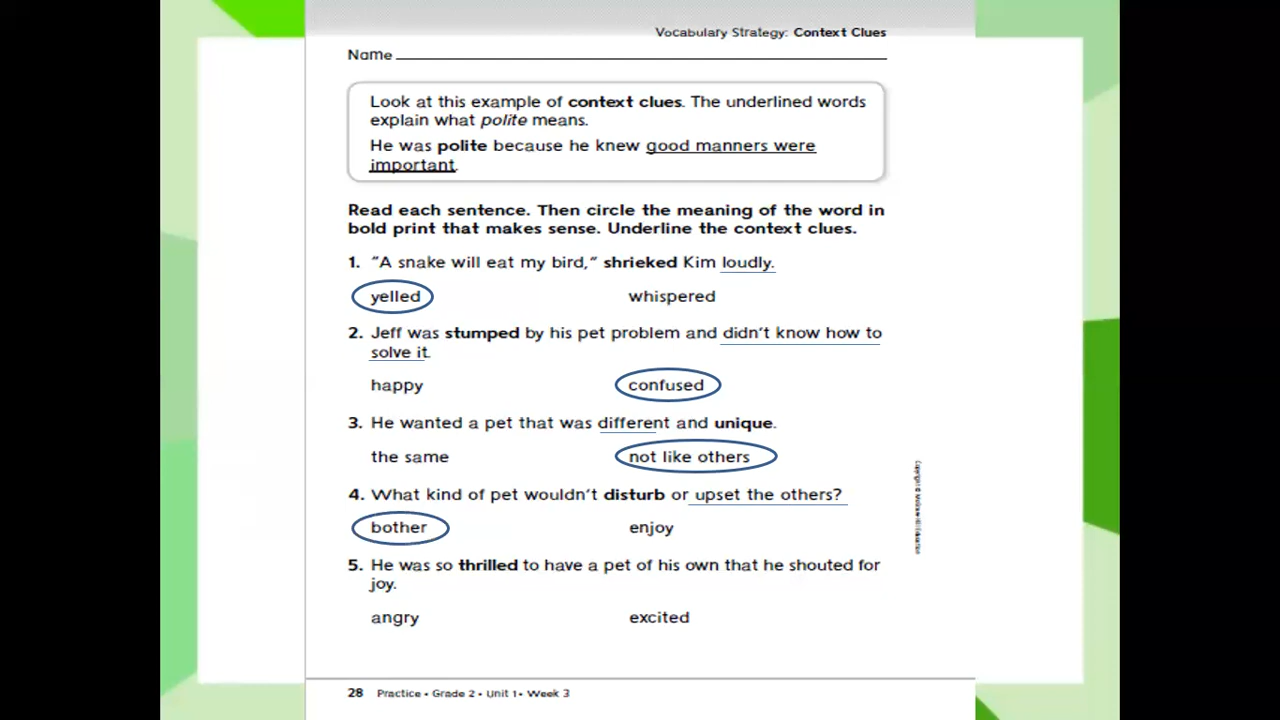 Vocabulary Strategy: Context Clues
Name
Look at this example of context clues. The underlined words
explain what polite means.
He was polite because he knew good manners were
important.
Read each sentence. Then circle the meaning of the word in
bold print that makes sense. Underline the context clues.
1. "A snake will eat my bird," shrieked Kim loudly.
yelled whispered
2. Jeff was stumped by his pet problem and didn't know how to
solve it.
happy confused
3. He wanted a pet that was different and unique.
the same not like others
4. What kind of pet wouldn't disturb or upset the others?
bother enjoy
5. He was so thrilled to have a pet of his own that he shouted for
joy.
angry excited
Copyright © McGraw-Hill Education
28 Practice • Grade 2 • Unit 1 • Week 3